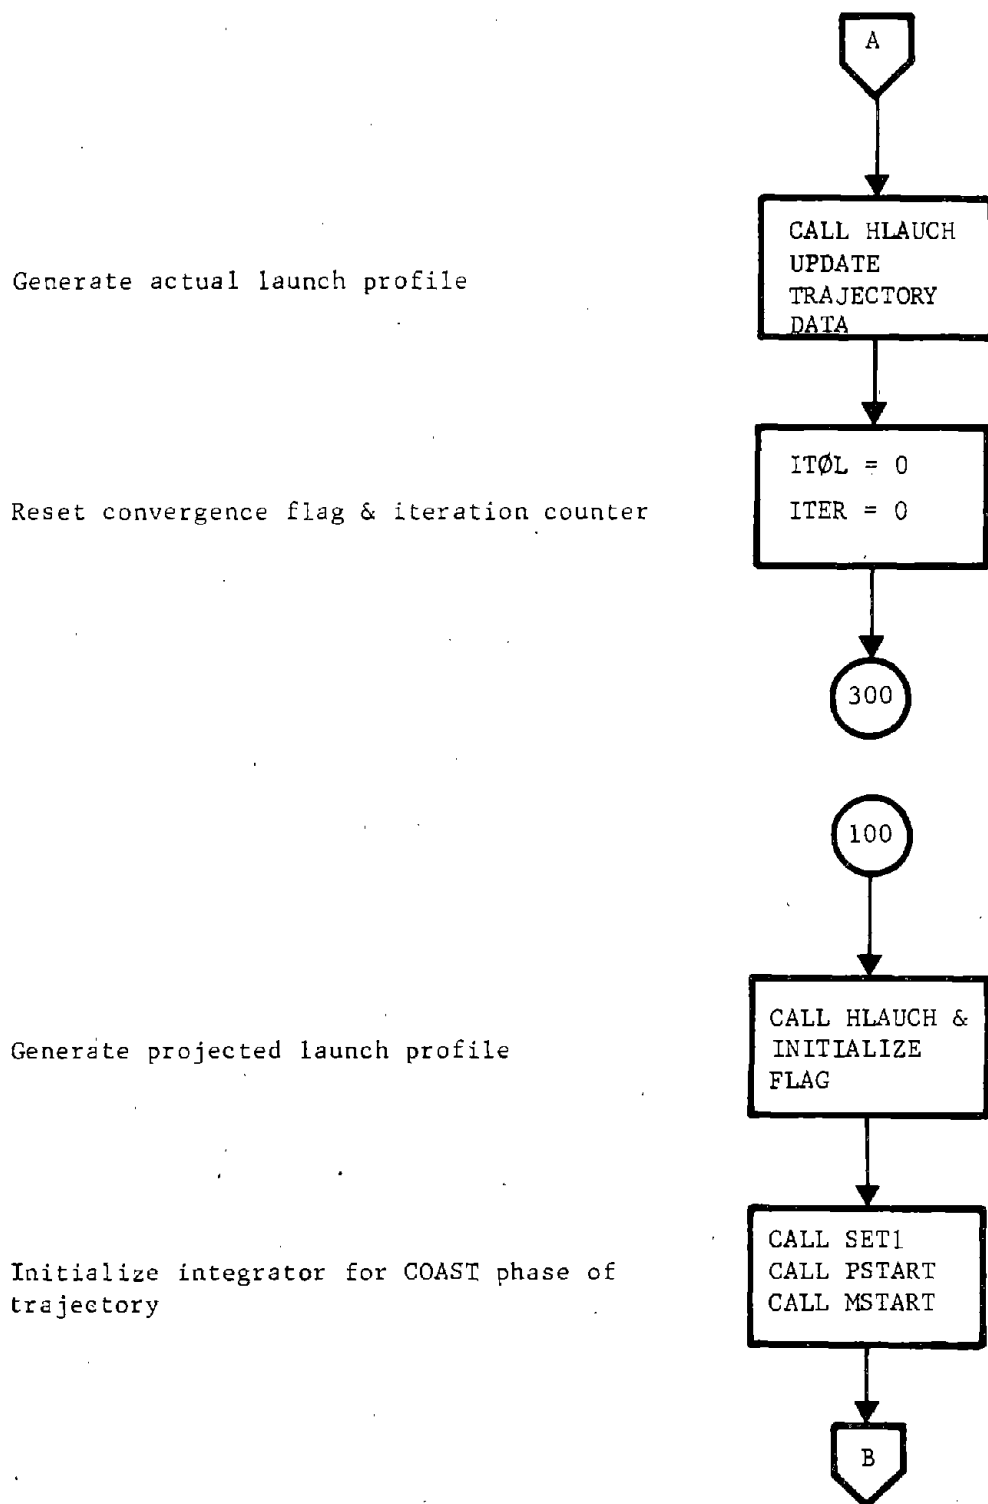 A
Generate actual launch profile
CALL HLAUCH
UPDATE
TRAJECTORY
DATA
Reset convergence flag & iteration counter
ITØL = 0
ITER = 0
300
100
Generate projected launch profile
CALL HLAUCH &
INITIALIZE
FLAG
Initialize integrator for COAST phase of
trajectory
CALL SET1
CALL PSTART
CALL MSTART
B